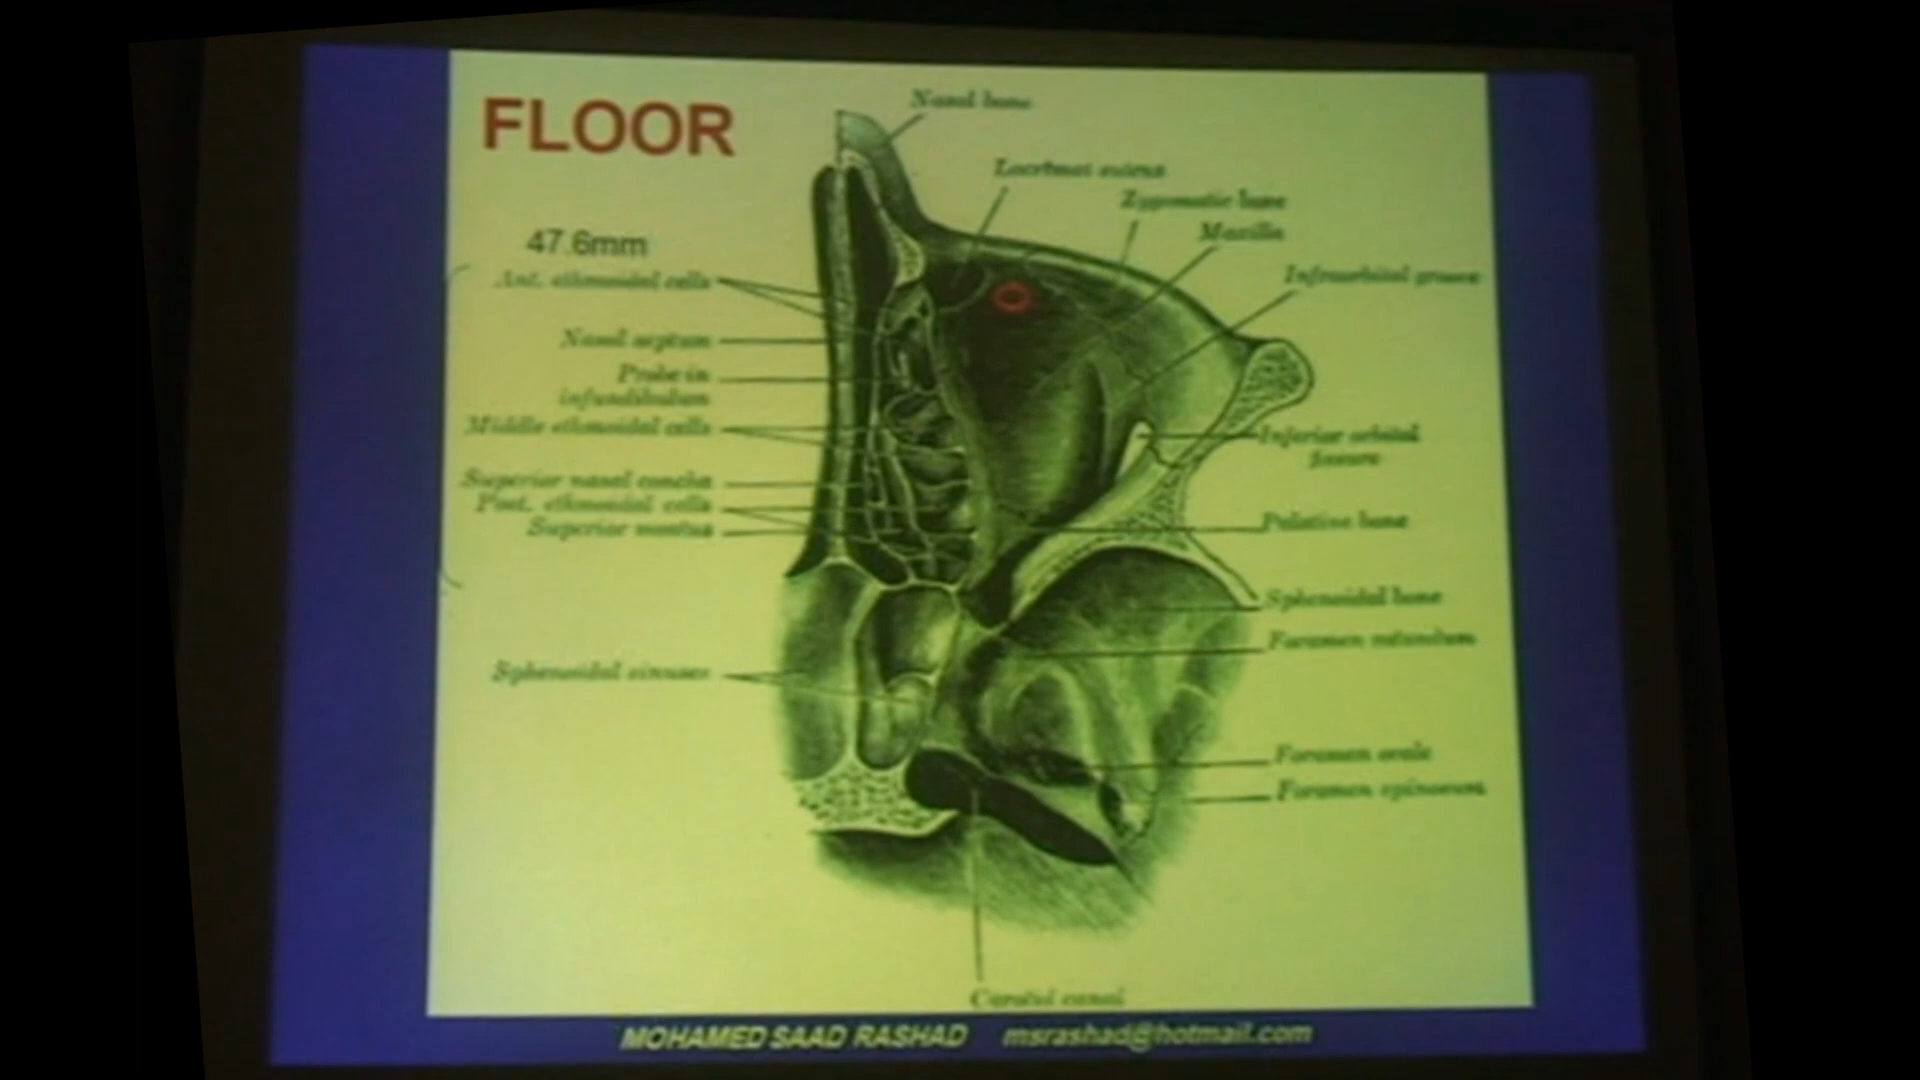 FLOOR
Nasal bone
Lacrimal sulcus
Zygomatic bone
Maxilla
47.6mm
Ant. ethmoidal cells
Infraorbital groove
Nasal septum
Probe in
infundibulum
Middle ethmoidal cells
Inferior orbital
fissure
Superior nasal concha
Post. ethmoidal cells
Superior meatus
Palatine bone
Sphenoidal bone
Foramen rotundum
Sphenoidal sinuses
Foramen ovale
Foramen spinosum
Carotid canal
MOHAMED SAAD RASHAD msrashad@hotmail.com